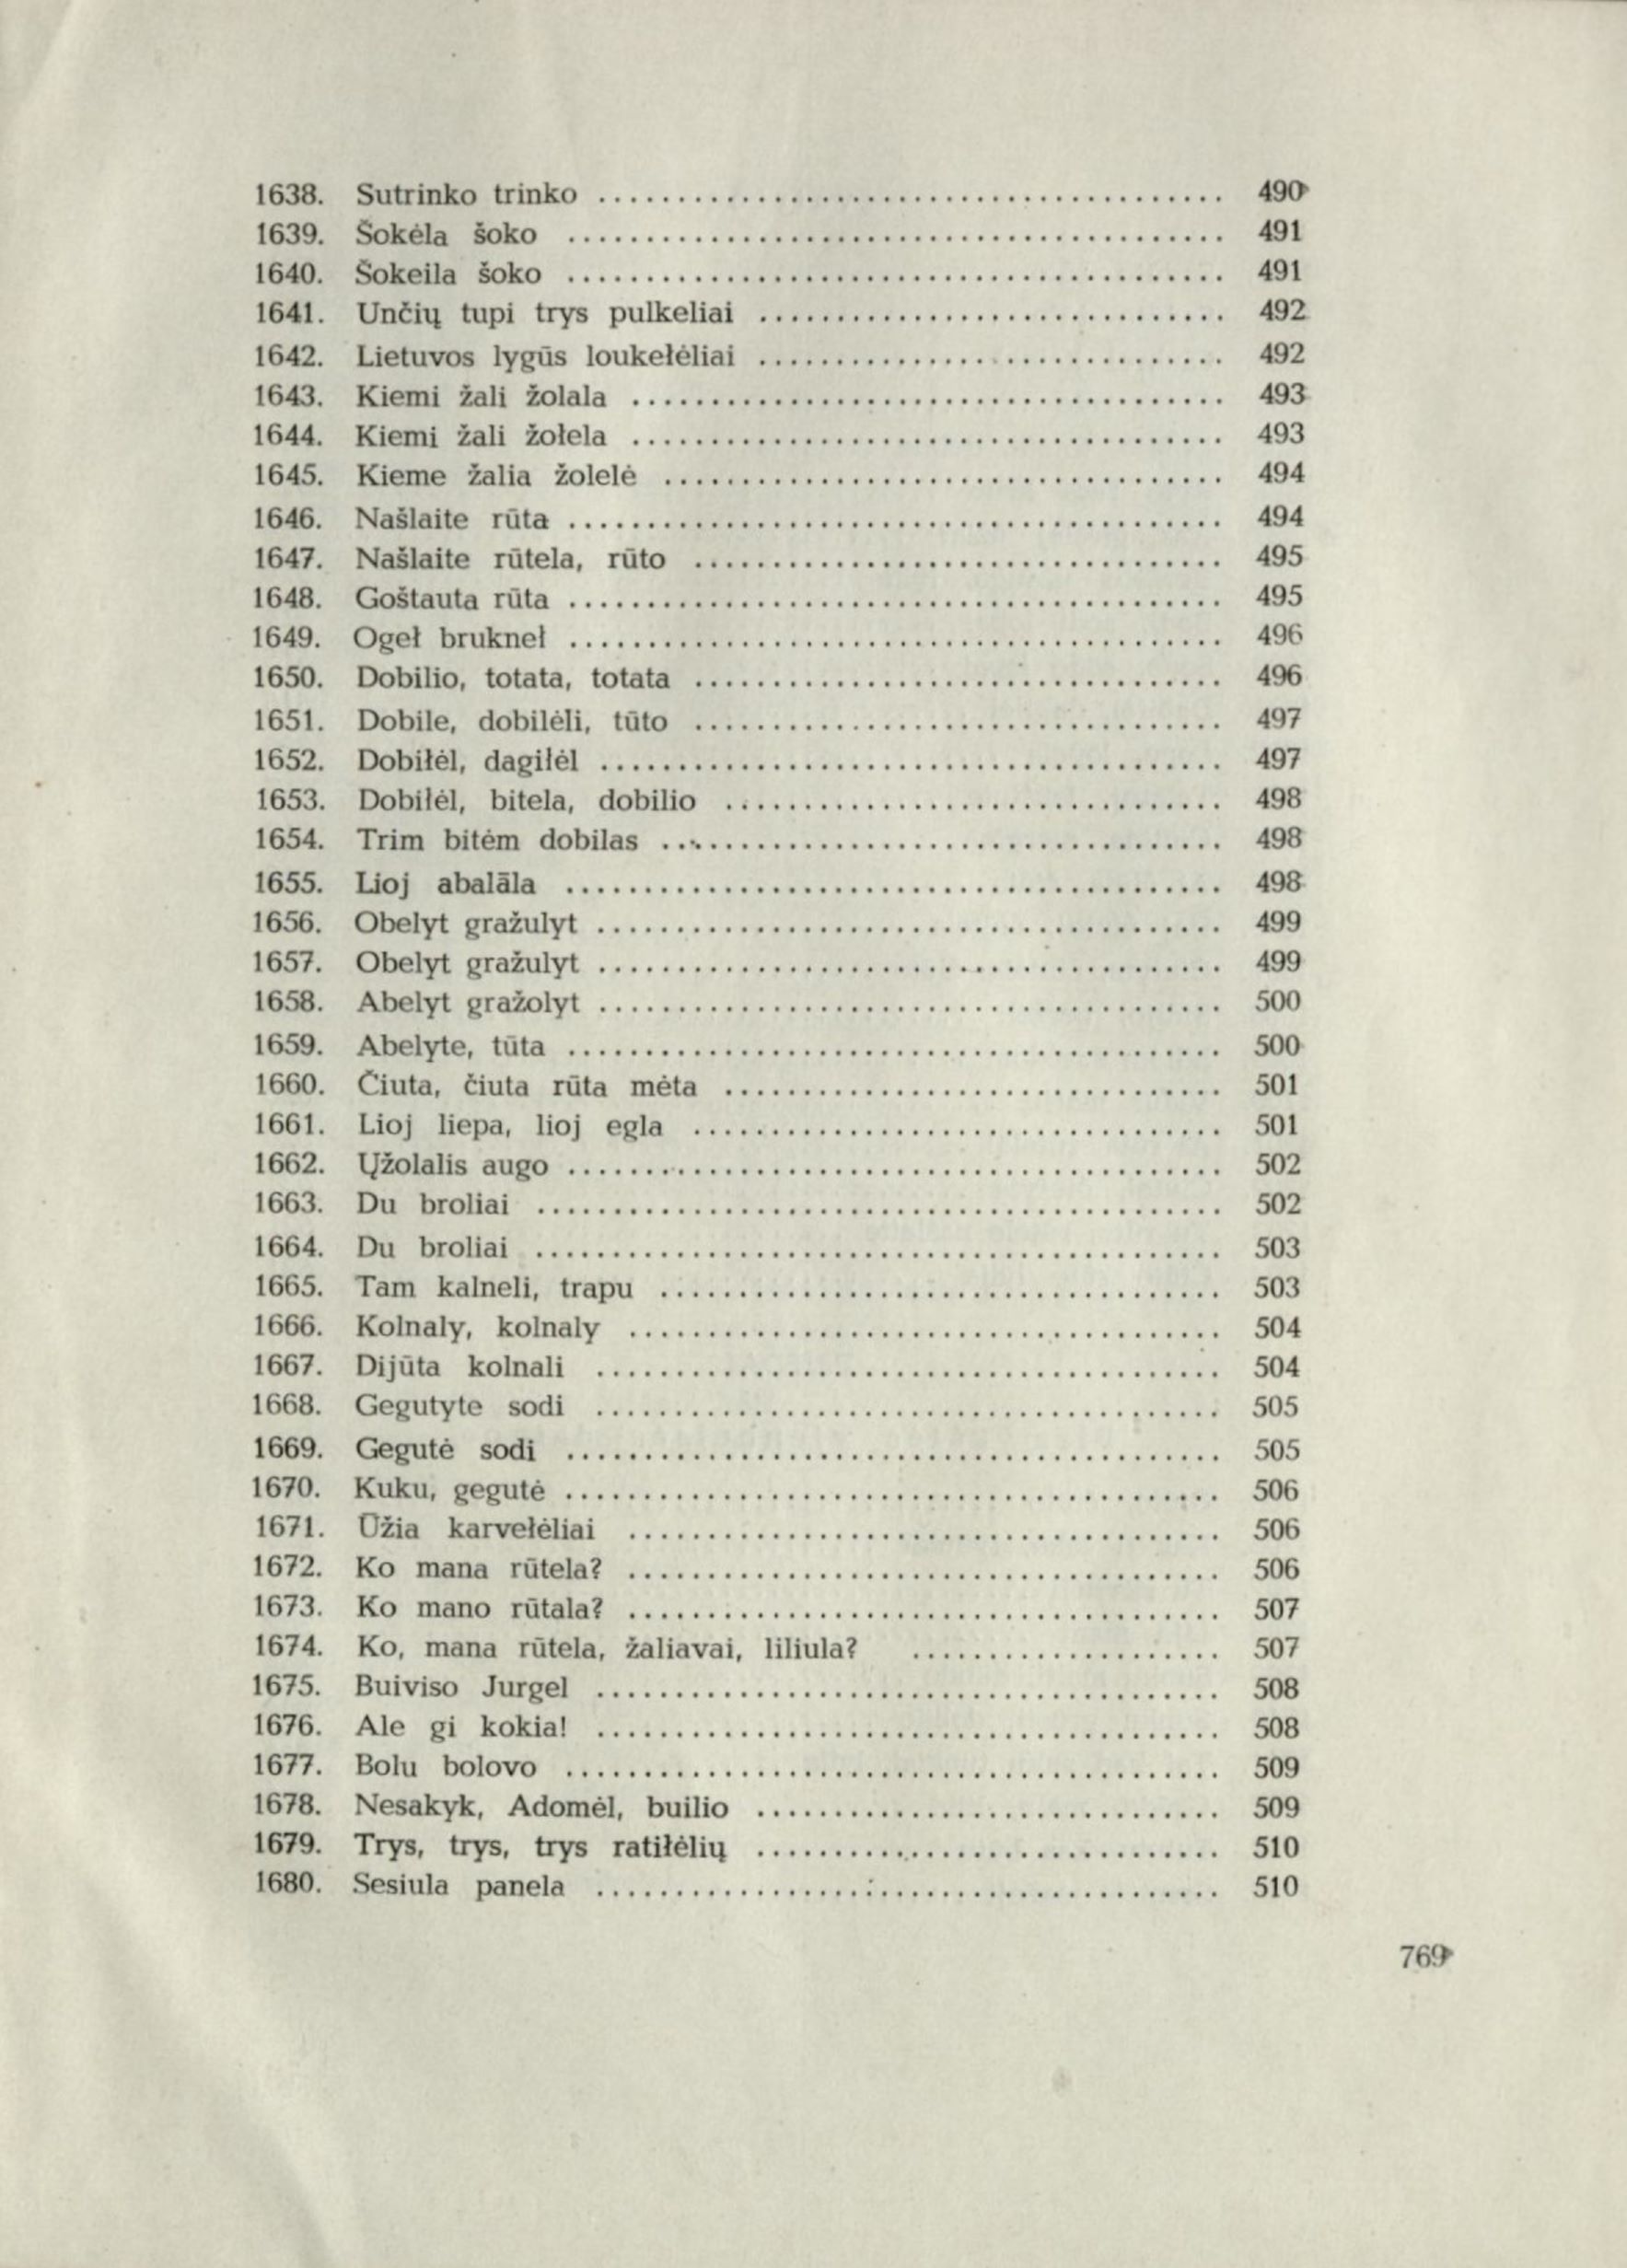 1638. Sutrinko trinko ........................................ 490
1639. Šokėla šoko .......................................... 491
1640. Šokeila šoko .......................................... 491
1641. Unčių tupi trys pulkeliai .............................. 492
1642. Lietuvos lygūs loukełėliai .............................. 492
1643. Kiemi žali žolala ...................................... 493
1644. Kiemi žali żołela ...................................... 493
1645. Kieme žalia žolelė .................................... 494
1646. Našlaite rūta .......................................... 494
1647. Našlaite rūtela, rūto .................................. 495
1648. Goštauta rūta .......................................... 495
1649. Ogeł brukneł .......................................... 496
1650. Dobilio, totata, totata .................................. 496
1651. Dobile, dobilėli, tūto .................................. 497
1652. Dobiłėl, dagiłėl ........................................ 497
1653. Dobiłėl, bitela, dobilio ................................ 498
1654. Trim bitėm dobilas .................................... 498
1655. Lioj abalāla .......................................... 498
1656. Obelyt gražulyt ........................................ 499
1657. Obelyt gražulyt ........................................ 499
1658. Abelyt gražolyt ........................................ 500
1659. Abelyte, tūta .......................................... 500
1660. Čiuta, čiuta rūta mėta ................................ 501
1661. Lioj liepa, lioj egla .................................. 501
1662. Ųžolalis augo .......................................... 502
1663. Du broliai ............................................ 502
1664. Du broliai ............................................ 503
1665. Tam kalneli, trapu .................................... 503
1666. Kolnaly, kolnaly ...................................... 504
1667. Dijūta kolnali ........................................ 504
1668. Gegutyte sodi ........................................ 505
1669. Gegutė sodi .......................................... 505
1670. Kuku, gegutė .......................................... 506
1671. Ūžia karvełėliai ...................................... 506
1672. Ko mana rūtela? ...................................... 506
1673. Ko mano rūtala? ...................................... 507
1674. Ko, mana rūtela, žaliavai, liliula? .................... 507
1675. Buiviso Jurgel ........................................ 508
1676. Ale gi kokia! ........................................ 508
1677. Bolu bolovo .......................................... 509
1678. Nesakyk, Adomėl, builio .............................. 509
1679. Trys, trys, trys ratiłėlių .............................. 510
1680. Sesiula panela ........................................ 510
769